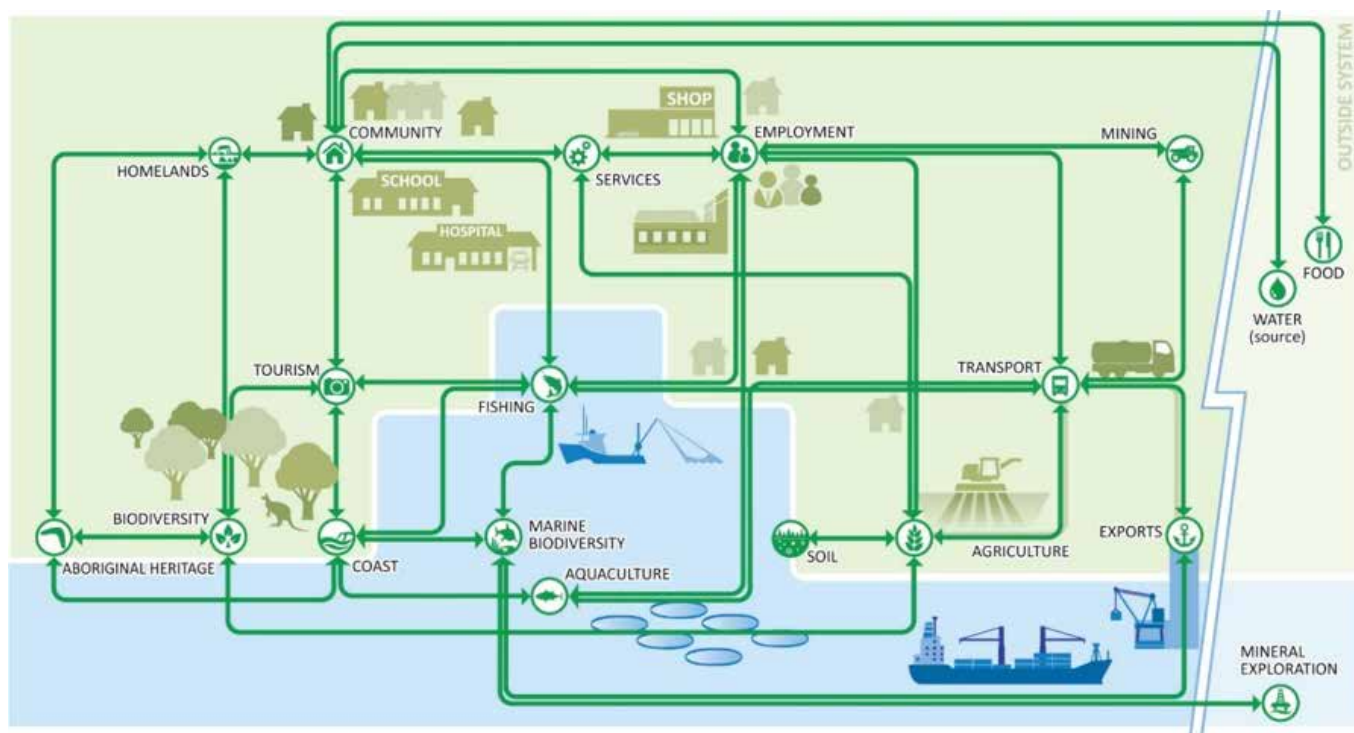 OUTSIDE SYSTEM
SHOP
COMMUNITY
EMPLOYMENT
MINING
HOMELANDS
SERVICES
SCHOOL
HOSPITAL
FOOD
WATER
(source)
TOURISM
FISHING
TRANSPORT
BIODIVERSITY
ABORIGINAL HERITAGE
COAST
MARINE
BIODIVERSITY
AQUACULTURE
SOIL
AGRICULTURE
EXPORTS
MINERAL
EXPLORATION